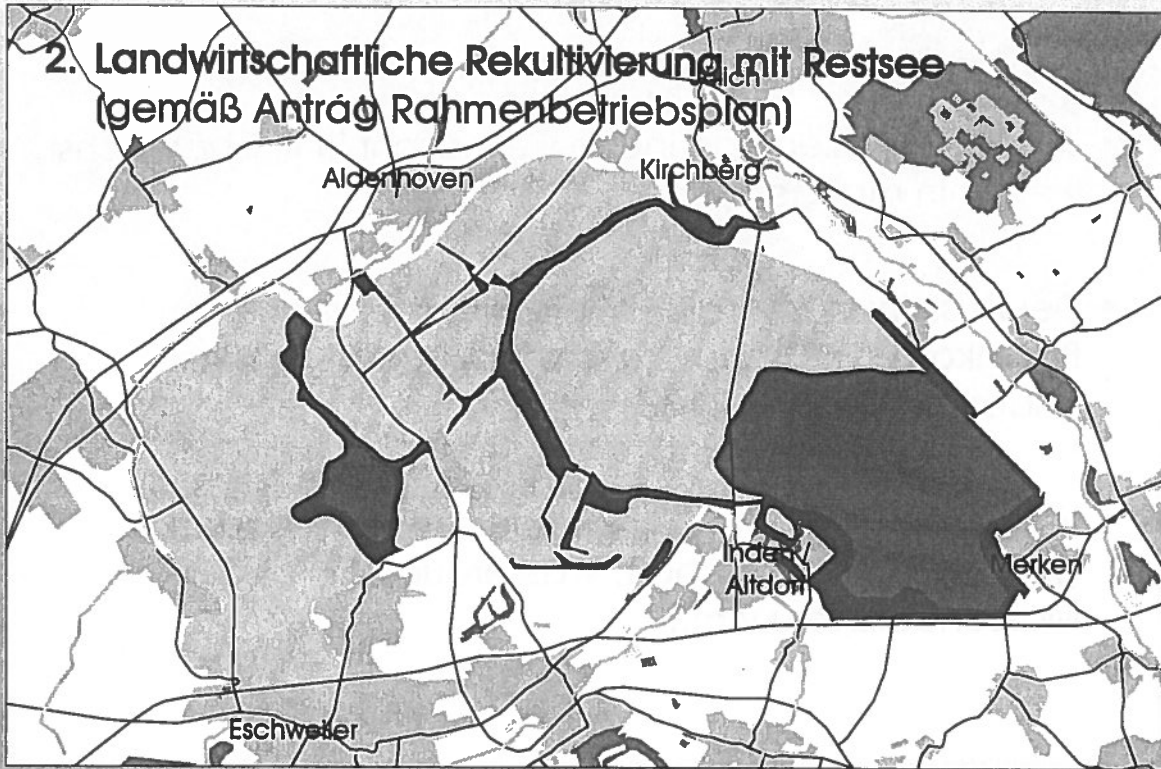 2. Landwirtschaftliche Rekultivierung mit Restsee
(gemäß Antrag Rahmenbetriebsplan)
Jülich
Aldenhoven
Kirchberg
Inden /
Altdorf
Merken
Eschweiler